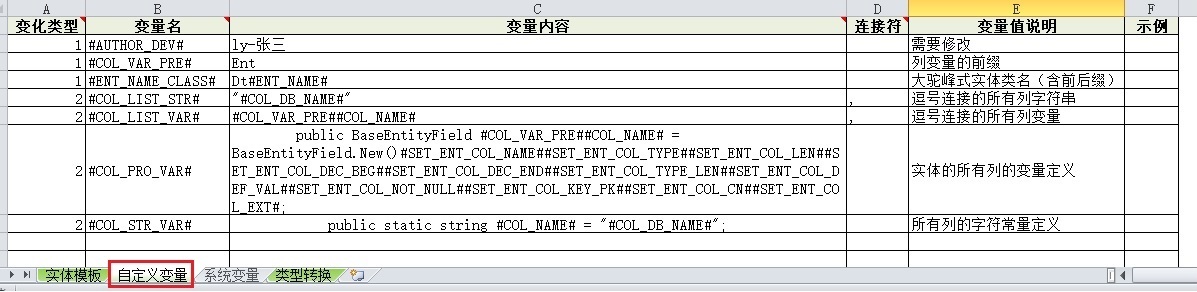 A B C D E F
变化类型 变量名 变量内容 连接符 变量值说明 示例
1 #AUTHOR_DEV# ly-张三 需要修改
1 #COL_VAR_PRE# Ent 列变量的前缀
1 #ENT_NAME_CLASS# Dt#ENT_NAME# 大驼峰式实体类名（含前后缀）
2 #COL_LIST_STR# "#COL_DB_NAME#" , 逗号连接的所有列字符串
2 #COL_LIST_VAR# #COL_VAR_PRE##COL_NAME# , 逗号连接的所有列变量
2 #COL_PRO_VAR# public BaseEntityField #COL_VAR_PRE##COL_NAME# =
BaseEntityField.New()#SET_ENT_COL_NAME##SET_ENT_COL_TYPE##SET_ENT_COL_LEN##S
ET_ENT_COL_DEC_BEG##SET_ENT_COL_DEC_END##SET_ENT_COL_TYPE_LEN##SET_ENT_COL_D
EF_VAL##SET_ENT_COL_NOT_NULL##SET_ENT_COL_KEY_PK##SET_ENT_COL_CN##SET_ENT_CO
L_EXT#;
实体的所有列的变量定义
2 #COL_STR_VAR# public static string #COL_NAME# = "#COL_DB_NAME#"; 所有列的字符常量定义
实体模板 自定义变量 系统变量 类型转换